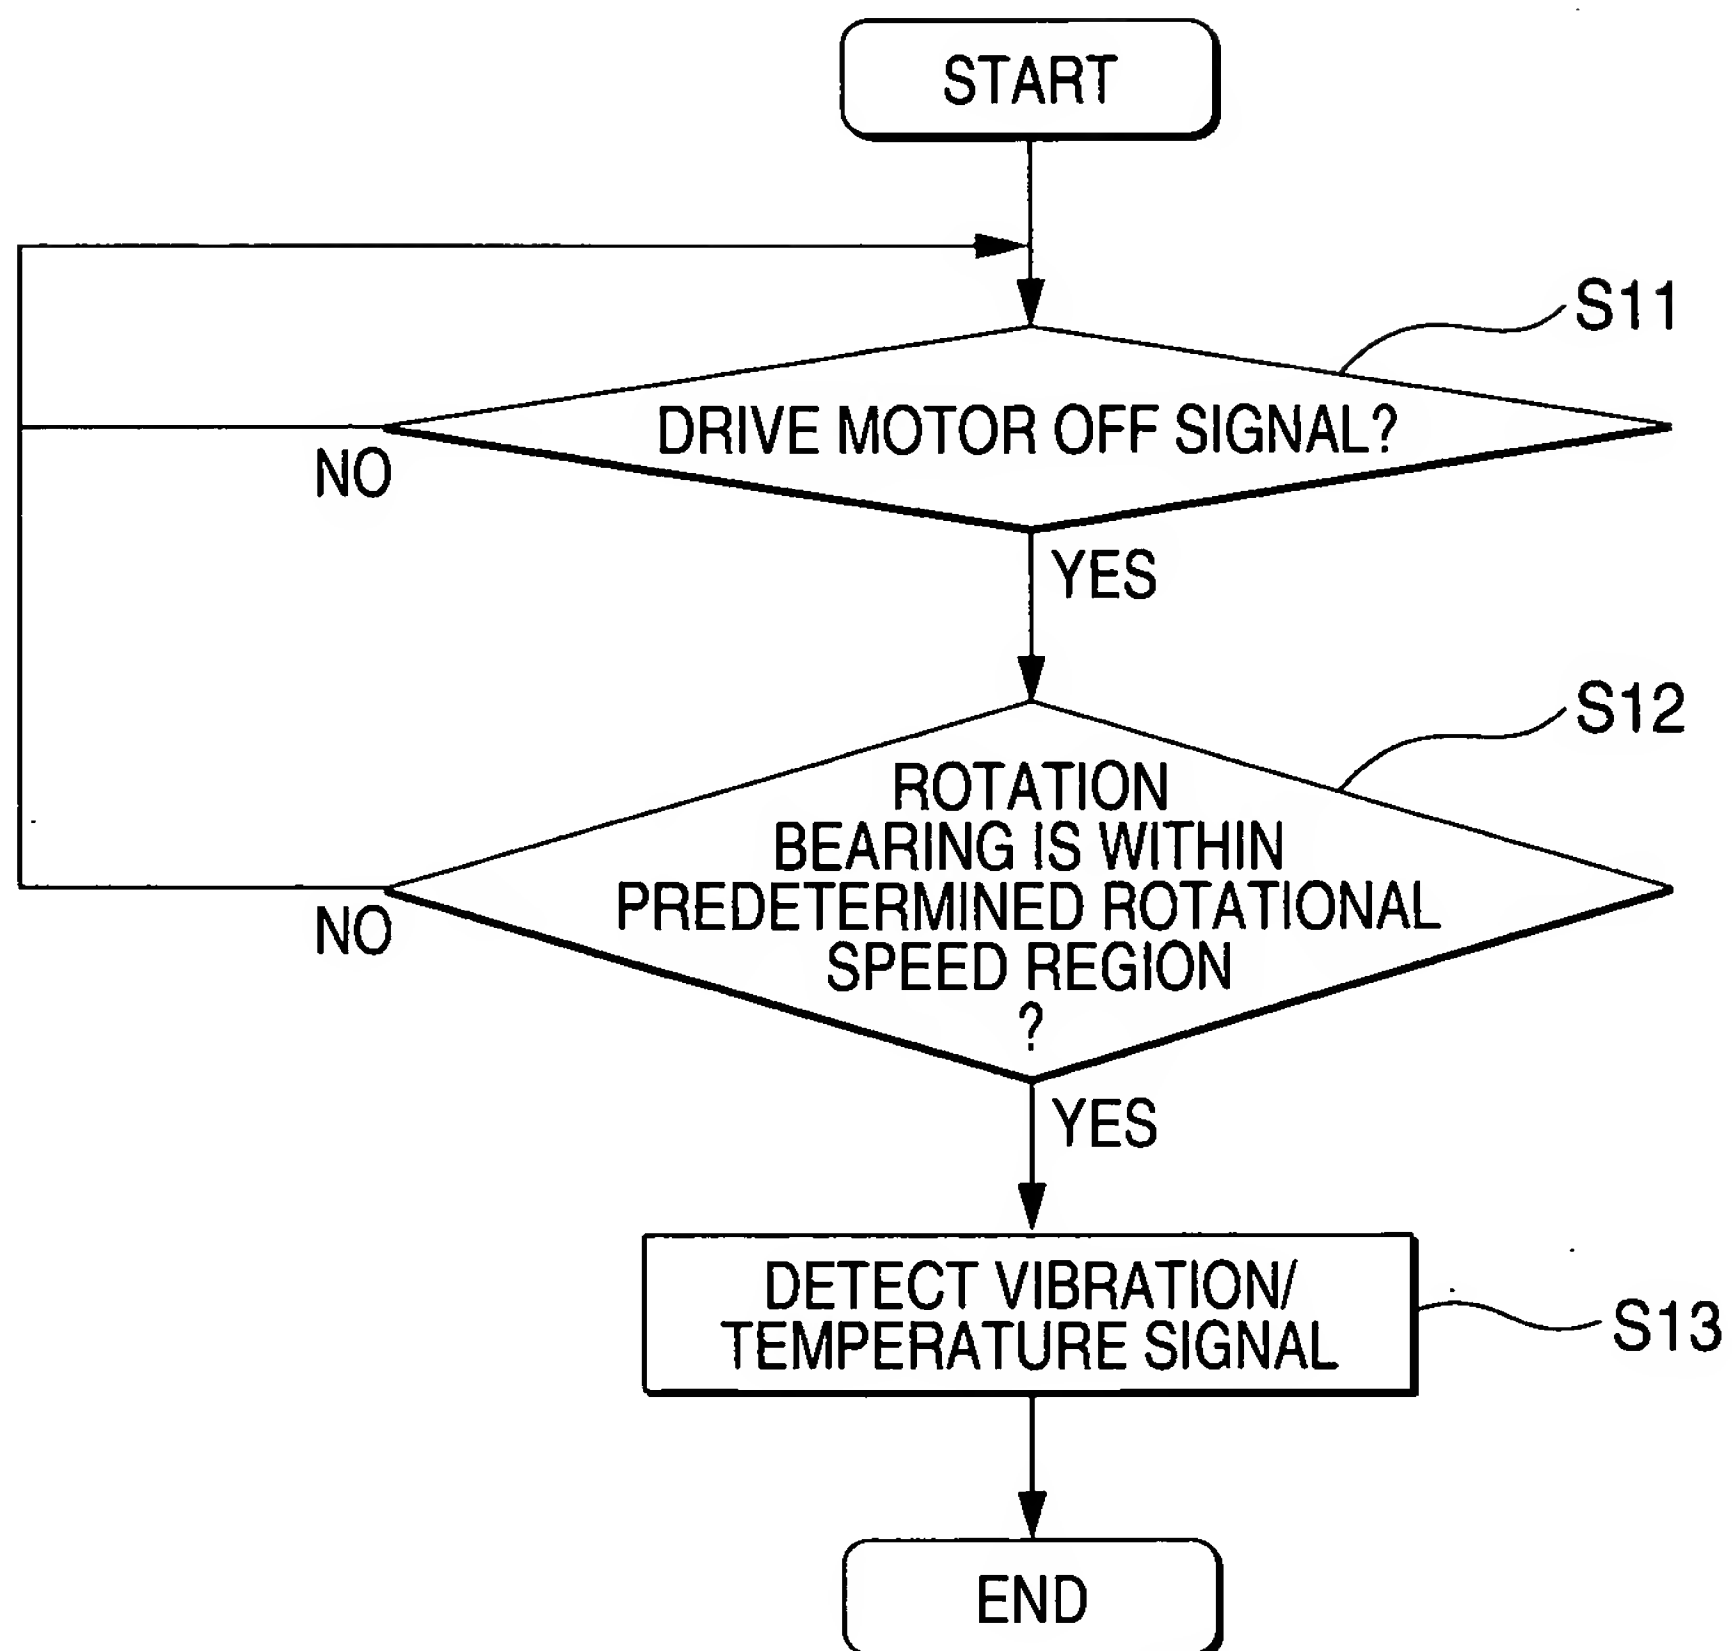 START
S11
DRIVE MOTOR OFF SIGNAL?
NO
YES
S12
ROTATION
BEARING IS WITHIN
PREDETERMINED ROTATIONAL
SPEED REGION
?
NO
YES
DETECT VIBRATION/
TEMPERATURE SIGNAL
S13
END